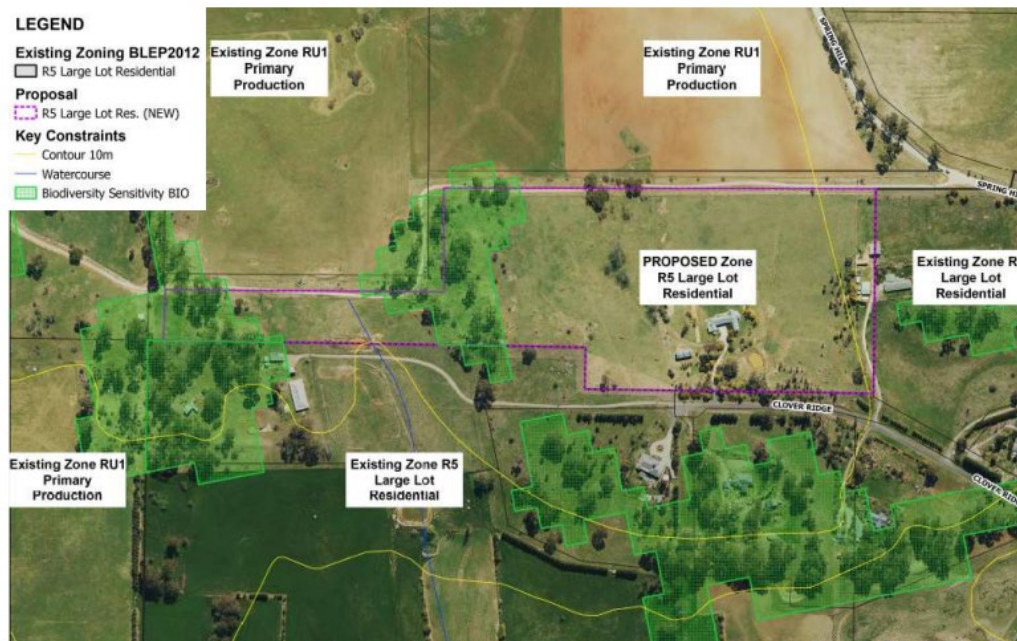 LEGEND
Existing Zoning BLEP2012
R5 Large Lot Residential
Proposal
R5 Large Lot Res. (NEW)
Key Constraints
Contour 10m
Watercourse
Biodiversity Sensitivity BIO
Existing Zone RU1
Primary
Production
Existing Zone RU1
Primary
Production
SPRING HILL
SPRING HI
PROPOSED Zone
R5 Large Lot
Residential
Existing Zone R
Large Lot
Residential
CLOVER RIDGE
Existing Zone RU1
Primary
Production
Existing Zone R5
Large Lot
Residential
CLOVER RIDG